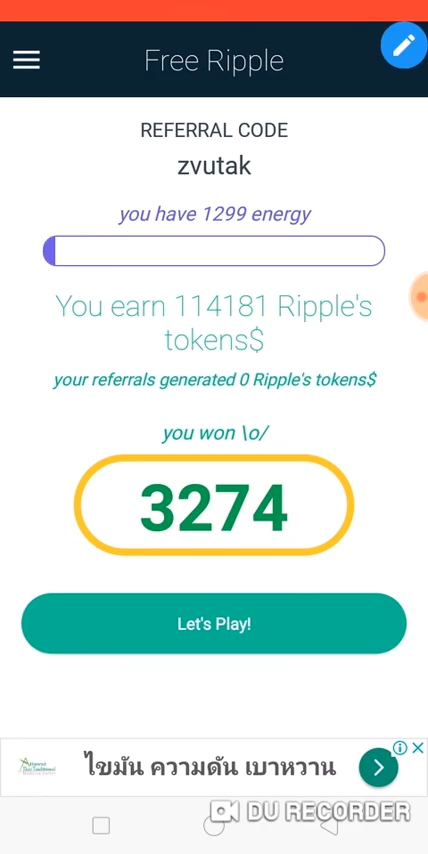 Free Ripple
REFERRAL CODE
zvutak
you have 1299 energy
You earn 114181 Ripple's
tokens$
your referrals generated 0 Ripple's tokens$
you won \o/
3274
Let's Play!
ไขมัน ความดัน เบาหวาน
DU RECORDER